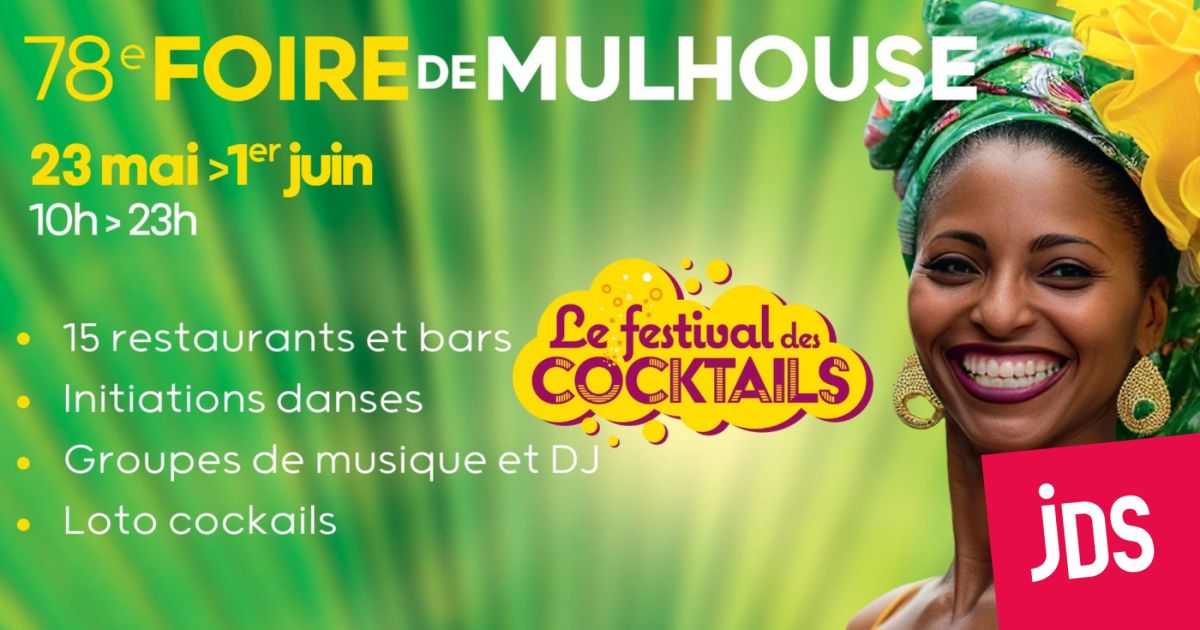 78e FOIRE DE MULHOUSE
23 mai >1er juin
10h > 23h
• 15 restaurants et bars
• Initiations danses
• Groupes de musique et DJ
• Loto cockails
Le festival des
COCKTAILS
JDS